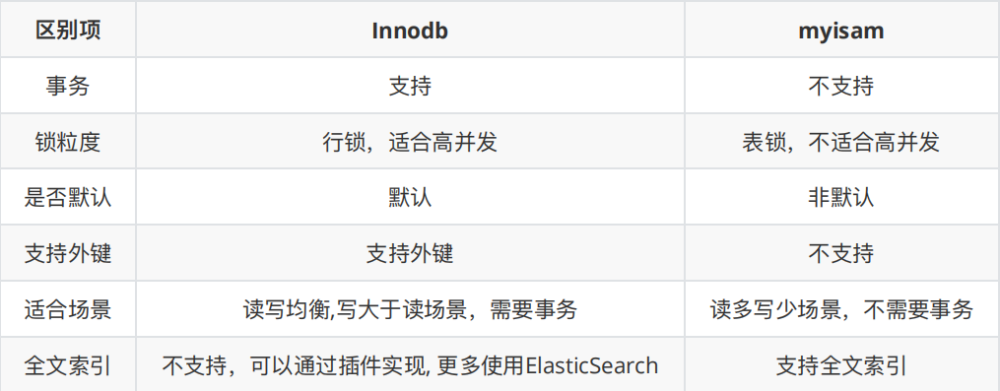 区别项 Innodb myisam
事务 支持 不支持
锁粒度 行锁，适合高并发 表锁，不适合高并发
是否默认 默认 非默认
支持外键 支持外键 不支持
适合场景 读写均衡,写大于读场景，需要事务 读多写少场景，不需要事务
全文索引 不支持，可以通过插件实现, 更多使用ElasticSearch 支持全文索引